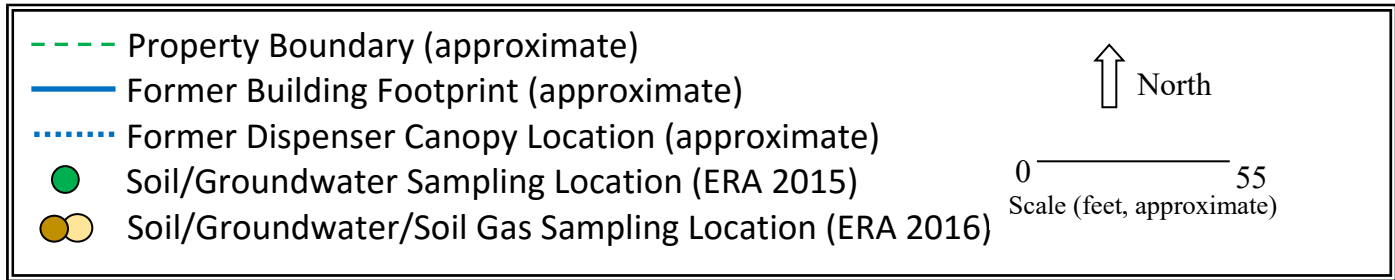 Property Boundary (approximate)
Former Building Footprint (approximate)
Former Dispenser Canopy Location (approximate)
Soil/Groundwater Sampling Location (ERA 2015)
Soil/Groundwater/Soil Gas Sampling Location (ERA 2016)
North
0 55
Scale (feet, approximate)